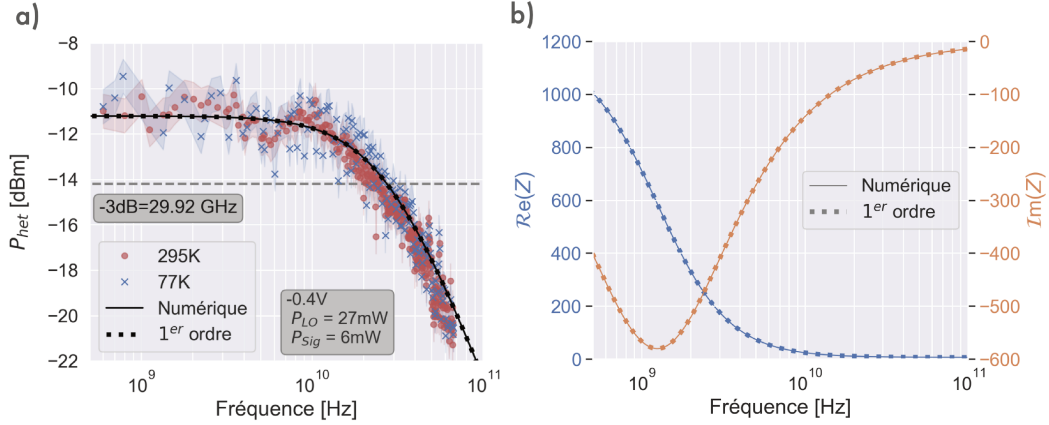 a)
−8
−10
−12
−14
−16
−18
−20
−22
P_het [dBm]
-3dB=29.92 GHz
295K
77K
Numérique
1^er ordre
-0.4V
P_LO = 27mW
P_Sig = 6mW
10^9
10^10
10^11
Fréquence [Hz]
b)
1200
1000
800
600
400
200
0
ℛe(Z)
Numérique
1^er ordre
0
−100
−200
−300
−400
−500
−600
ℐm(Z)
10^9
10^10
10^11
Fréquence [Hz]